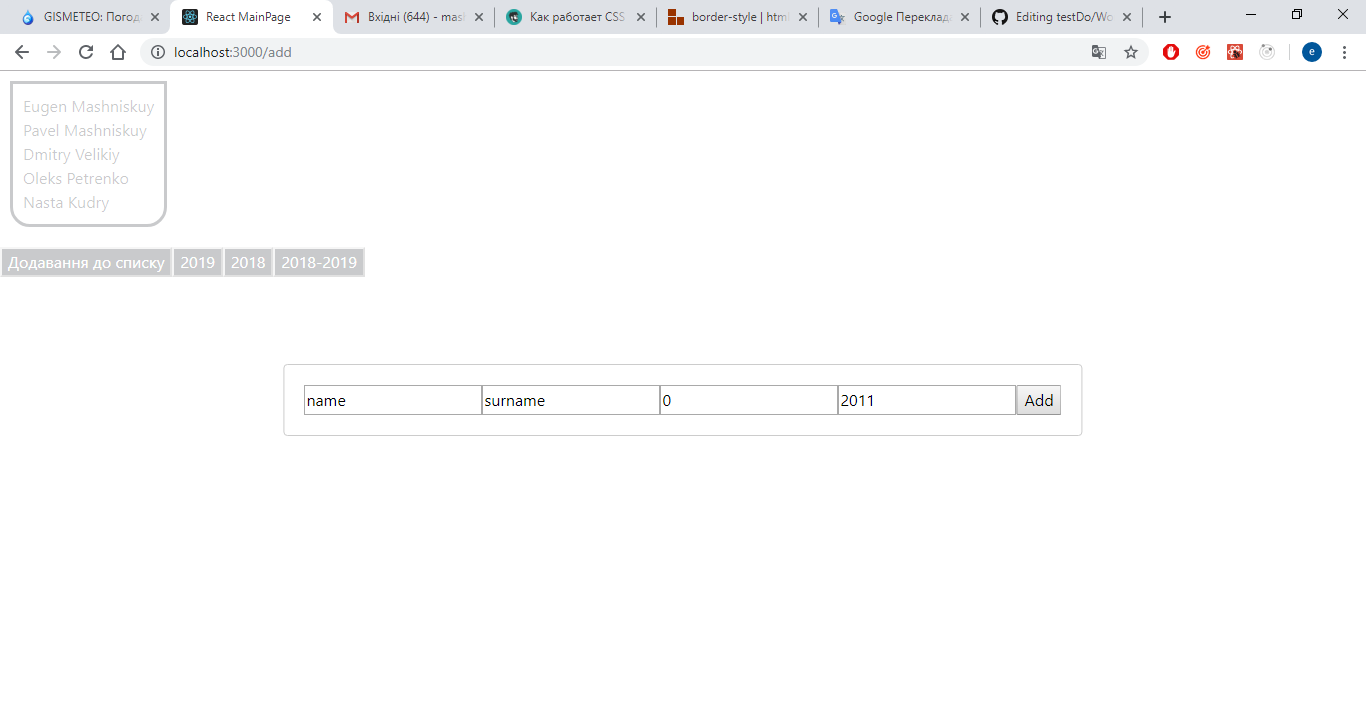 GISMETEO: Погод
React MainPage
Вхідні (644) - mas
Как работает CSS
border-style | htm
Google Переклад
Editing testDo/Wo
localhost:3000/add
e
Eugen Mashniskuy
Pavel Mashniskuy
Dmitry Velikiy
Oleks Petrenko
Nasta Kudry
Додавання до списку 2019 2018 2018-2019
name surname 0 2011 Add